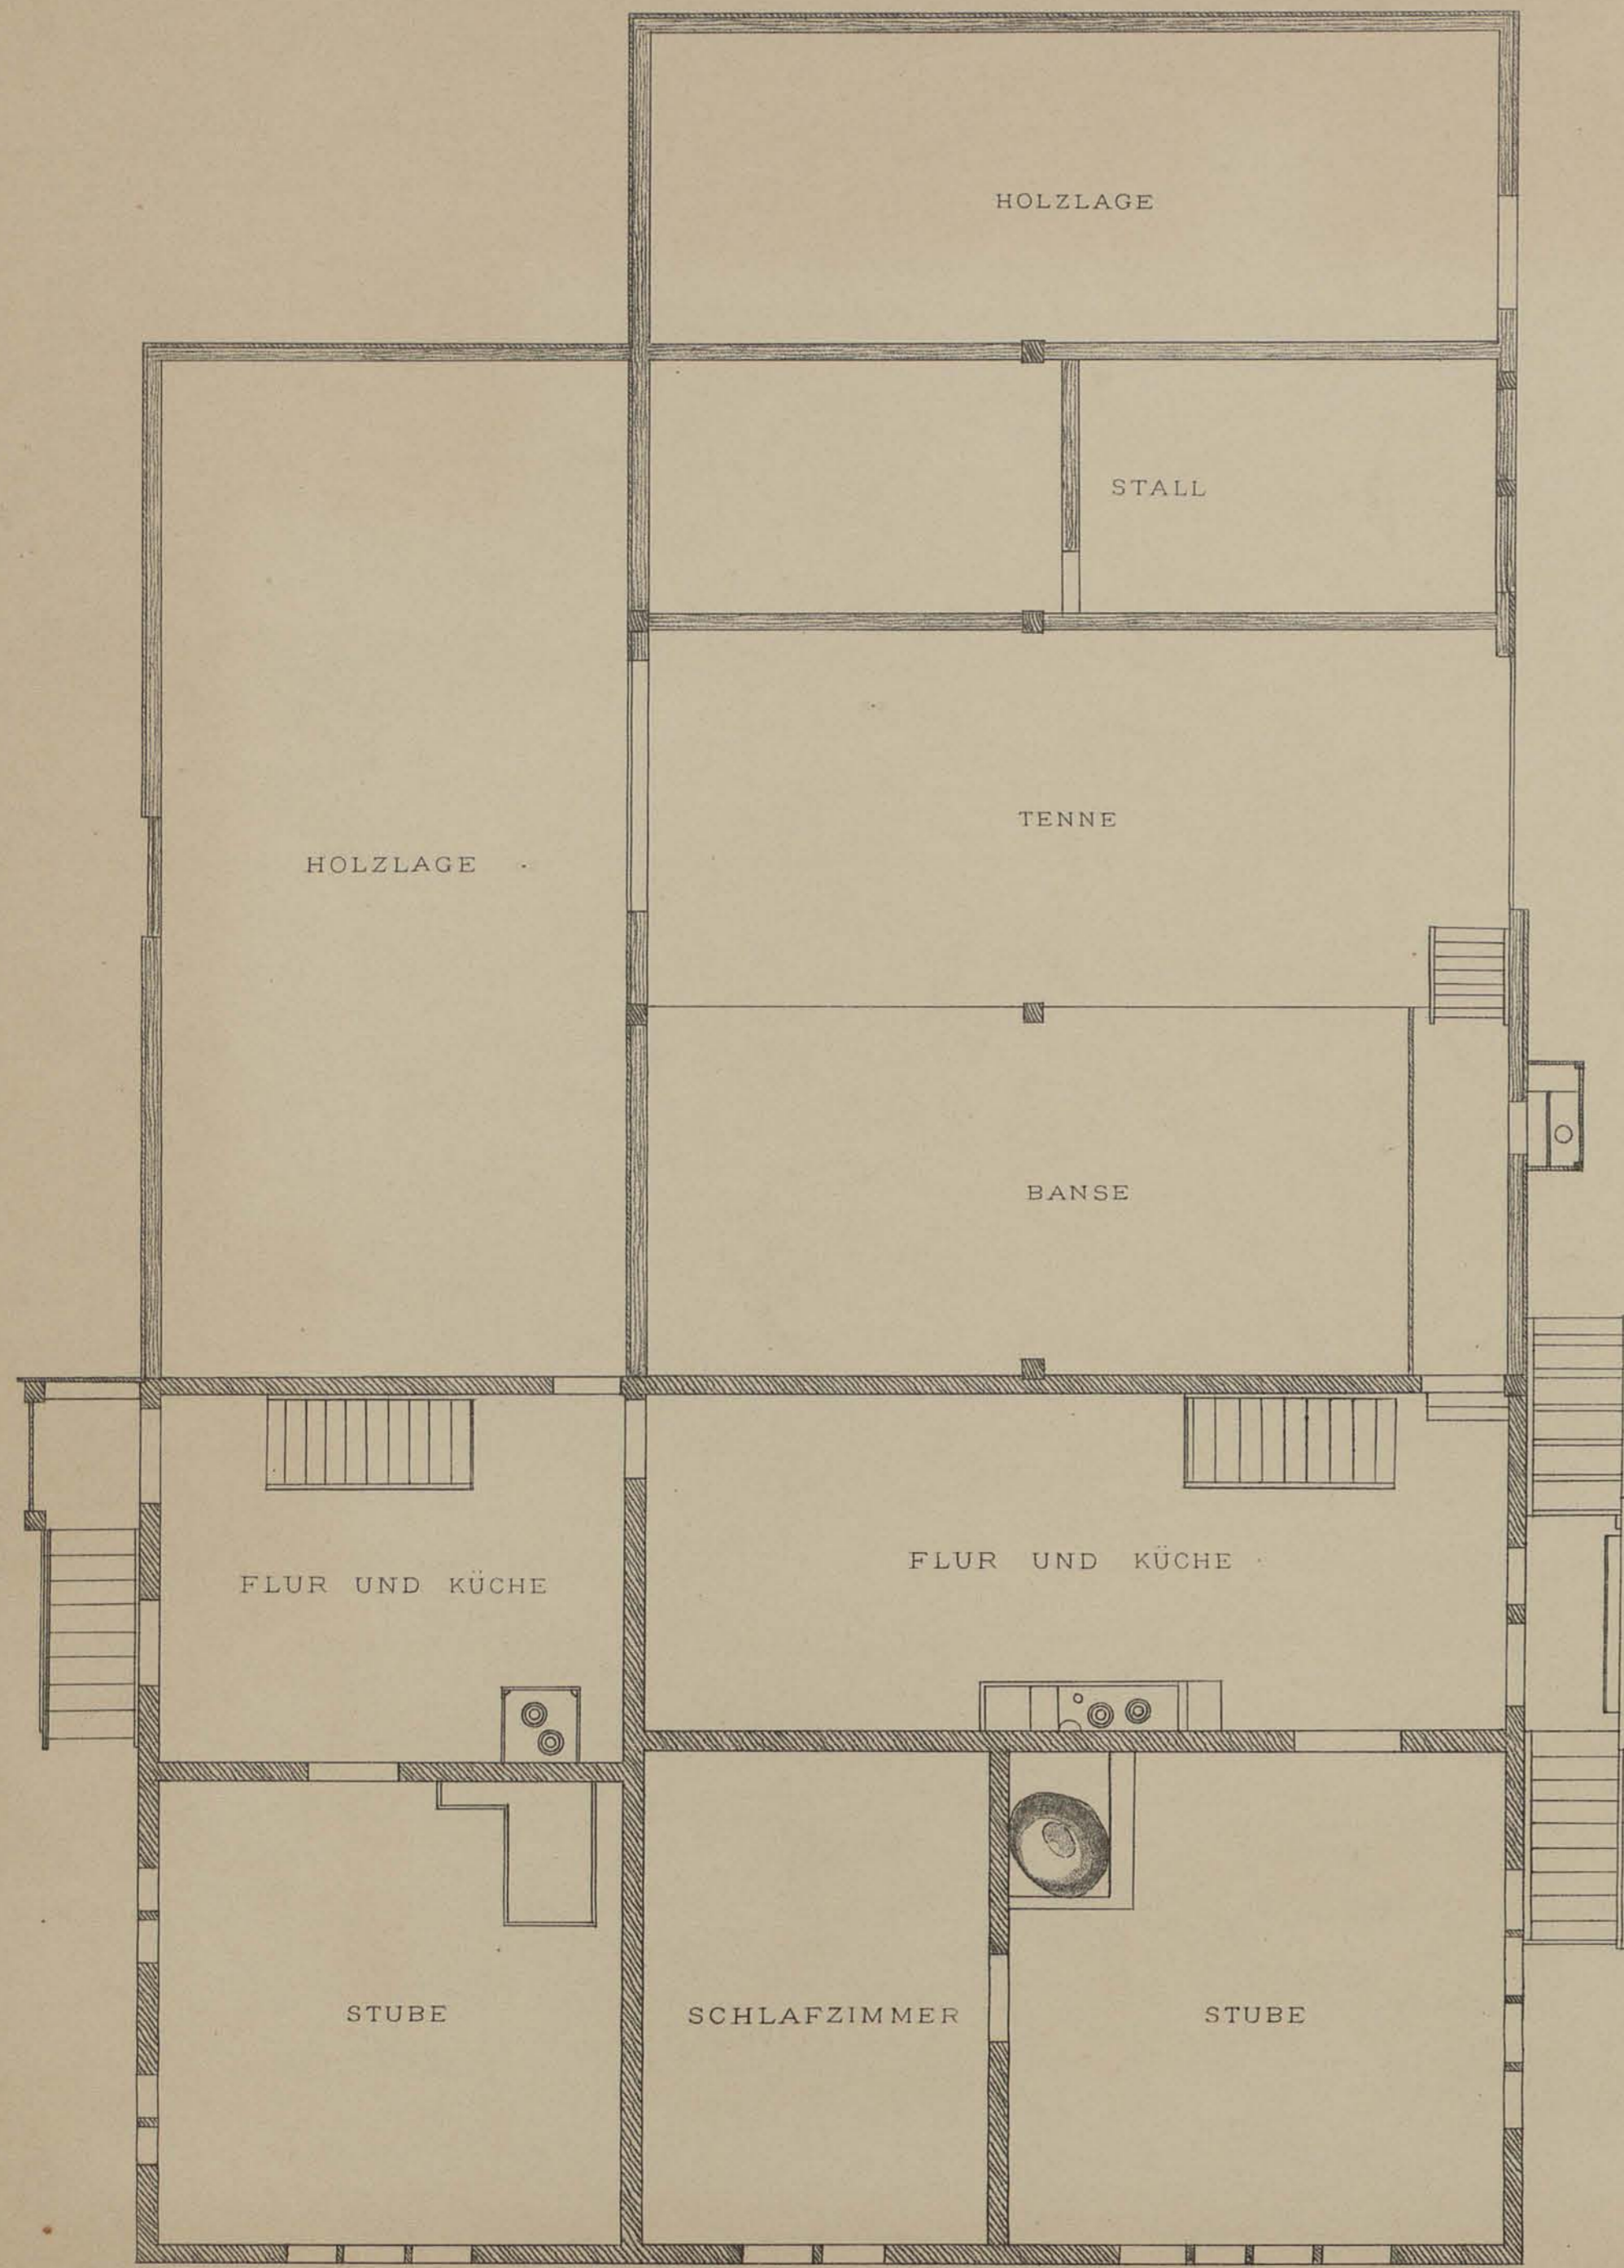 HOLZLAGE
STALL
TENNE
HOLZLAGE
BANSE
FLUR UND KÜCHE
FLUR UND KÜCHE
STUBE
SCHLAFZIMMER
STUBE